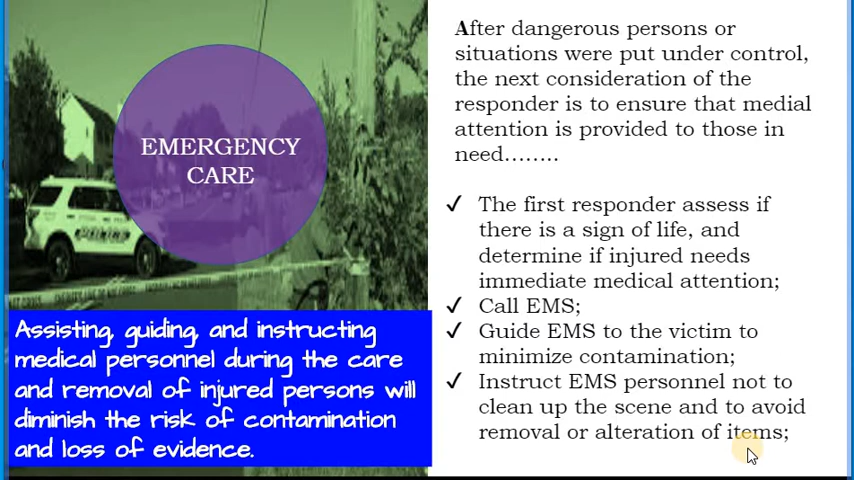 EMERGENCY
CARE
POLICE
Assisting, guiding, and instructing
medical personnel during the care
and removal of injured persons will
diminish the risk of contamination
and loss of evidence.
After dangerous persons or
situations were put under control,
the next consideration of the
responder is to ensure that medial
attention is provided to those in
need........
✓ The first responder assess if
there is a sign of life, and
determine if injured needs
immediate medical attention;
✓ Call EMS;
✓ Guide EMS to the victim to
minimize contamination;
✓ Instruct EMS personnel not to
clean up the scene and to avoid
removal or alteration of items;